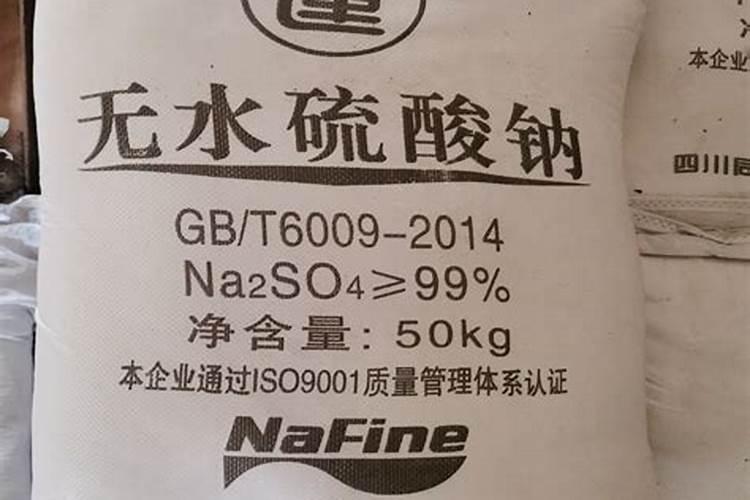 无水硫酸钠
GB/T6009-2014
Na₂SO₄≥99%
净含量: 50kg
本企业通过ISO9001质量管理体系认证
NaFine
本企业
四川同